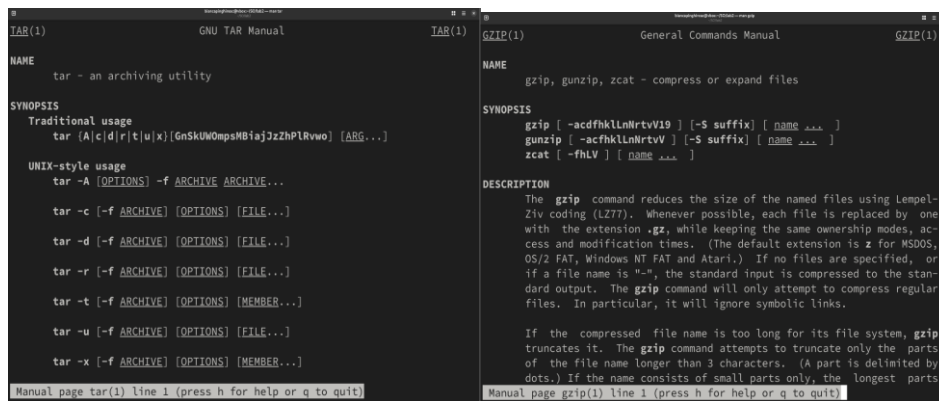 TAR(1) GNU TAR Manual TAR(1)
NAME
tar - an archiving utility
SYNOPSIS
Traditional usage
tar {A|c|d|r|t|u|x}[GnSkUWOmpsMBiajJzZhPlRvwo] [ARG...]
UNIX-style usage
tar -A [OPTIONS] -f ARCHIVE ARCHIVE...
tar -c [-f ARCHIVE] [OPTIONS] [FILE...]
tar -d [-f ARCHIVE] [OPTIONS] [FILE...]
tar -r [-f ARCHIVE] [OPTIONS] [FILE...]
tar -t [-f ARCHIVE] [OPTIONS] [MEMBER...]
tar -u [-f ARCHIVE] [OPTIONS] [FILE...]
tar -x [-f ARCHIVE] [OPTIONS] [MEMBER...]
Manual page tar(1) line 1 (press h for help or q to quit)
GZIP(1) General Commands Manual GZIP(1)
NAME
gzip, gunzip, zcat - compress or expand files
SYNOPSIS
gzip [ -acdfhklLnNrtvV19 ] [-S suffix] [ name ... ]
gunzip [ -acfhklLnNrtvV ] [-S suffix] [ name ... ]
zcat [ -fhLV ] [ name ... ]
DESCRIPTION
The gzip command reduces the size of the named files using Lempel-
Ziv coding (LZ77). Whenever possible, each file is replaced by one
with the extension .gz, while keeping the same ownership modes, ac-
cess and modification times. (The default extension is z for MSDOS,
OS/2 FAT, Windows NT FAT and Atari.) If no files are specified, or
if a file name is "-", the standard input is compressed to the stan-
dard output. The gzip command will only attempt to compress regular
files. In particular, it will ignore symbolic links.
If the compressed file name is too long for its file system, gzip
truncates it. The gzip command attempts to truncate only the parts
of the file name longer than 3 characters. (A part is delimited by
dots.) If the name consists of small parts only, the longest parts
Manual page gzip(1) line 1 (press h for help or q to quit)